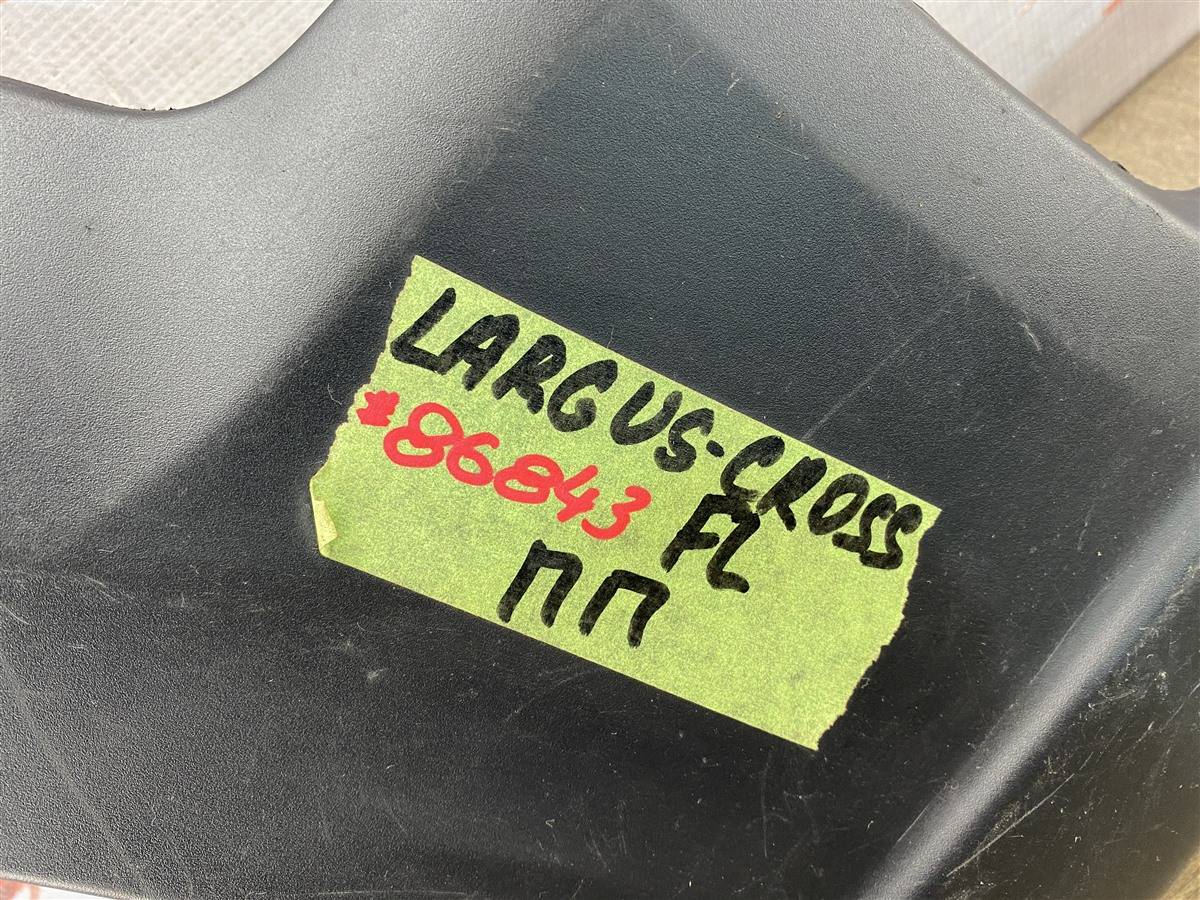 LARGUS-CROSS
*86843 FL
ПП